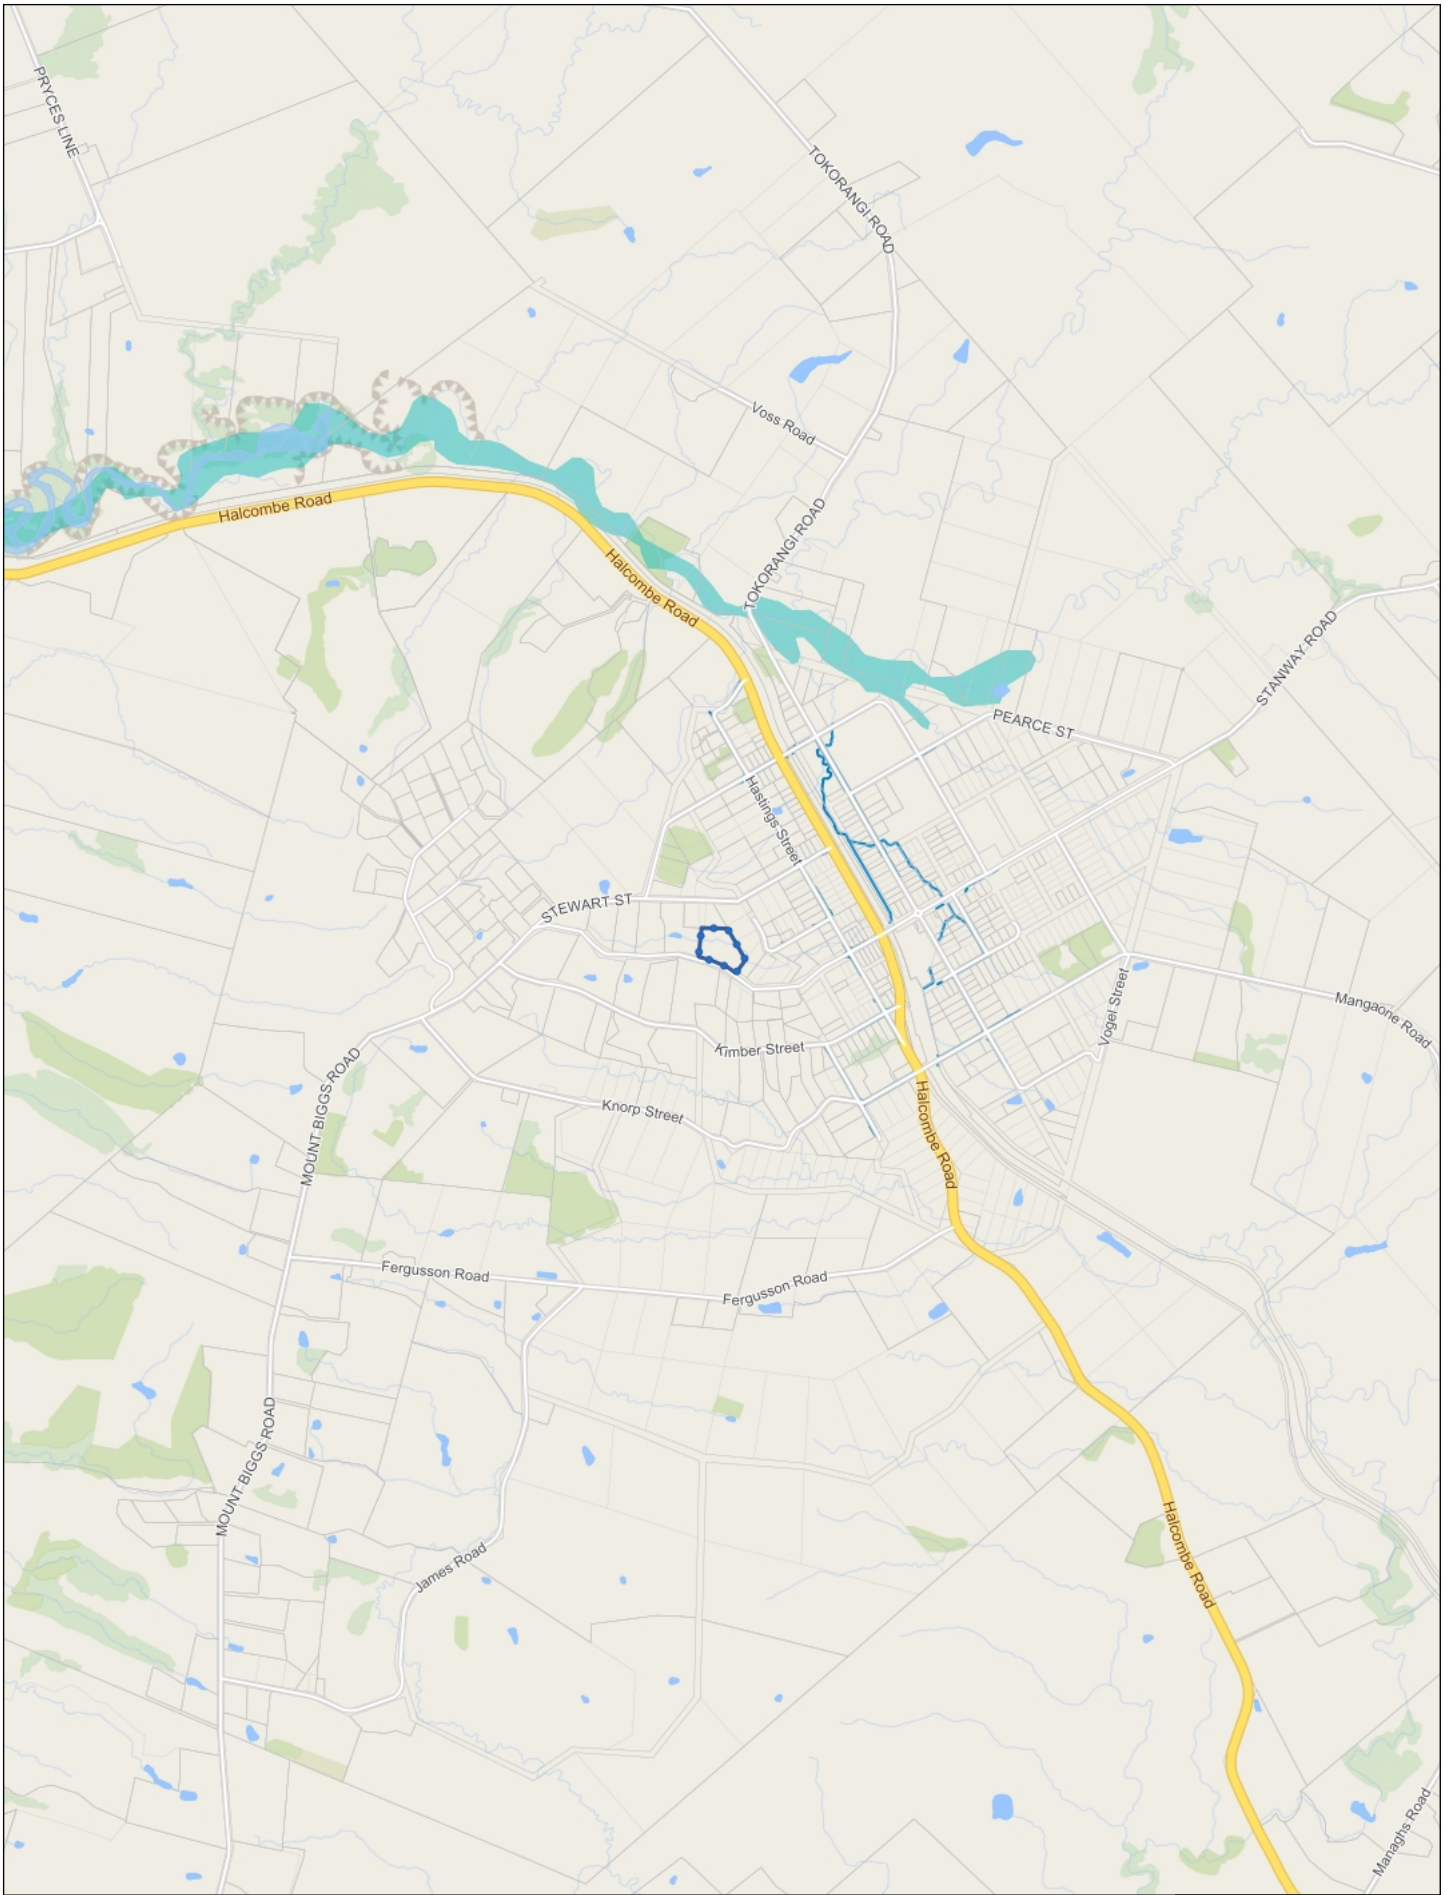 PRYCES LINE
TOKORANGI ROAD
Voss Road
Halcombe Road
TOKORANGI ROAD
Halcombe Road
STANWAY ROAD
PEARCE ST
Hastings Street
STEWART ST
Mangaone Road
Vogel Street
Kimber Street
MOUNT BIGGS ROAD
Knorp Street
Halcombe Road
Fergusson Road
Fergusson Road
MOUNT BIGGS ROAD
James Road
Halcombe Road
Managhs Road